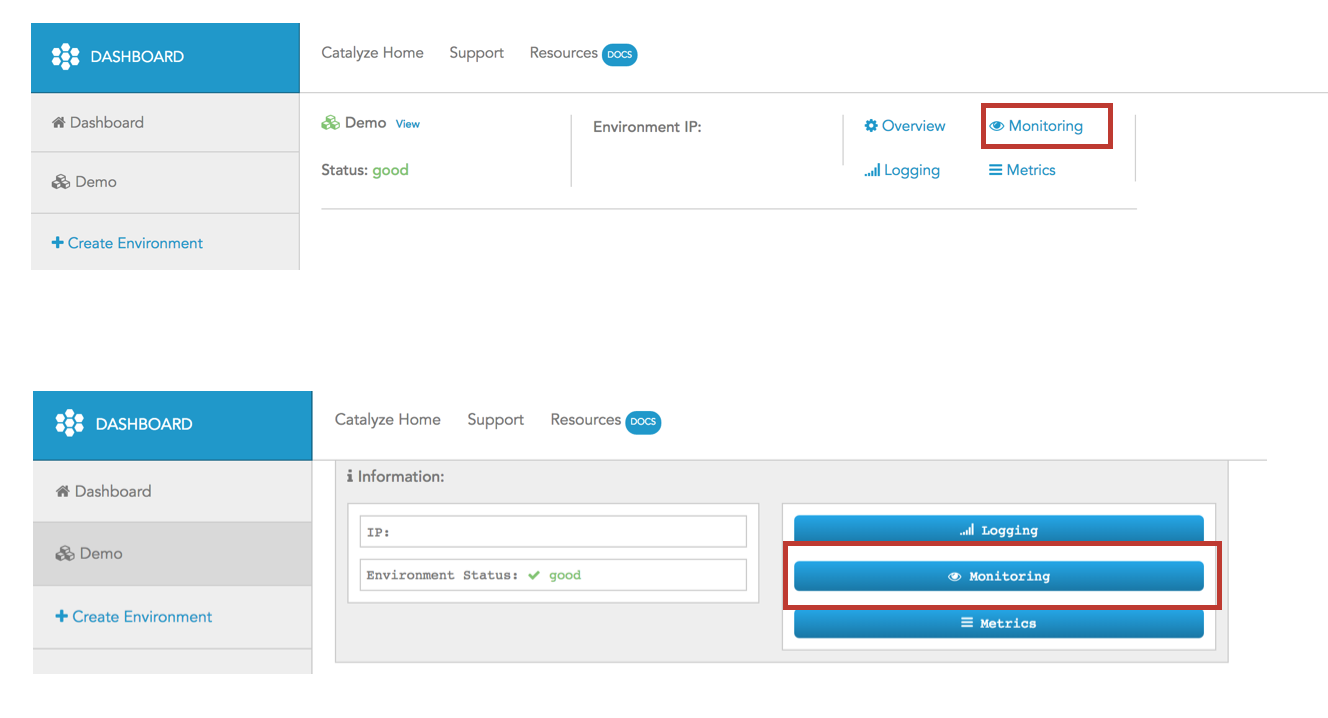 DASHBOARD
Catalyze Home Support Resources DOCS
Dashboard
Demo
Create Environment
Demo View
Status: good
Environment IP:
Overview Monitoring
Logging Metrics
DASHBOARD
Catalyze Home Support Resources DOCS
Dashboard
Demo
Create Environment
Information:
IP:
Environment Status: good
Logging
Monitoring
Metrics